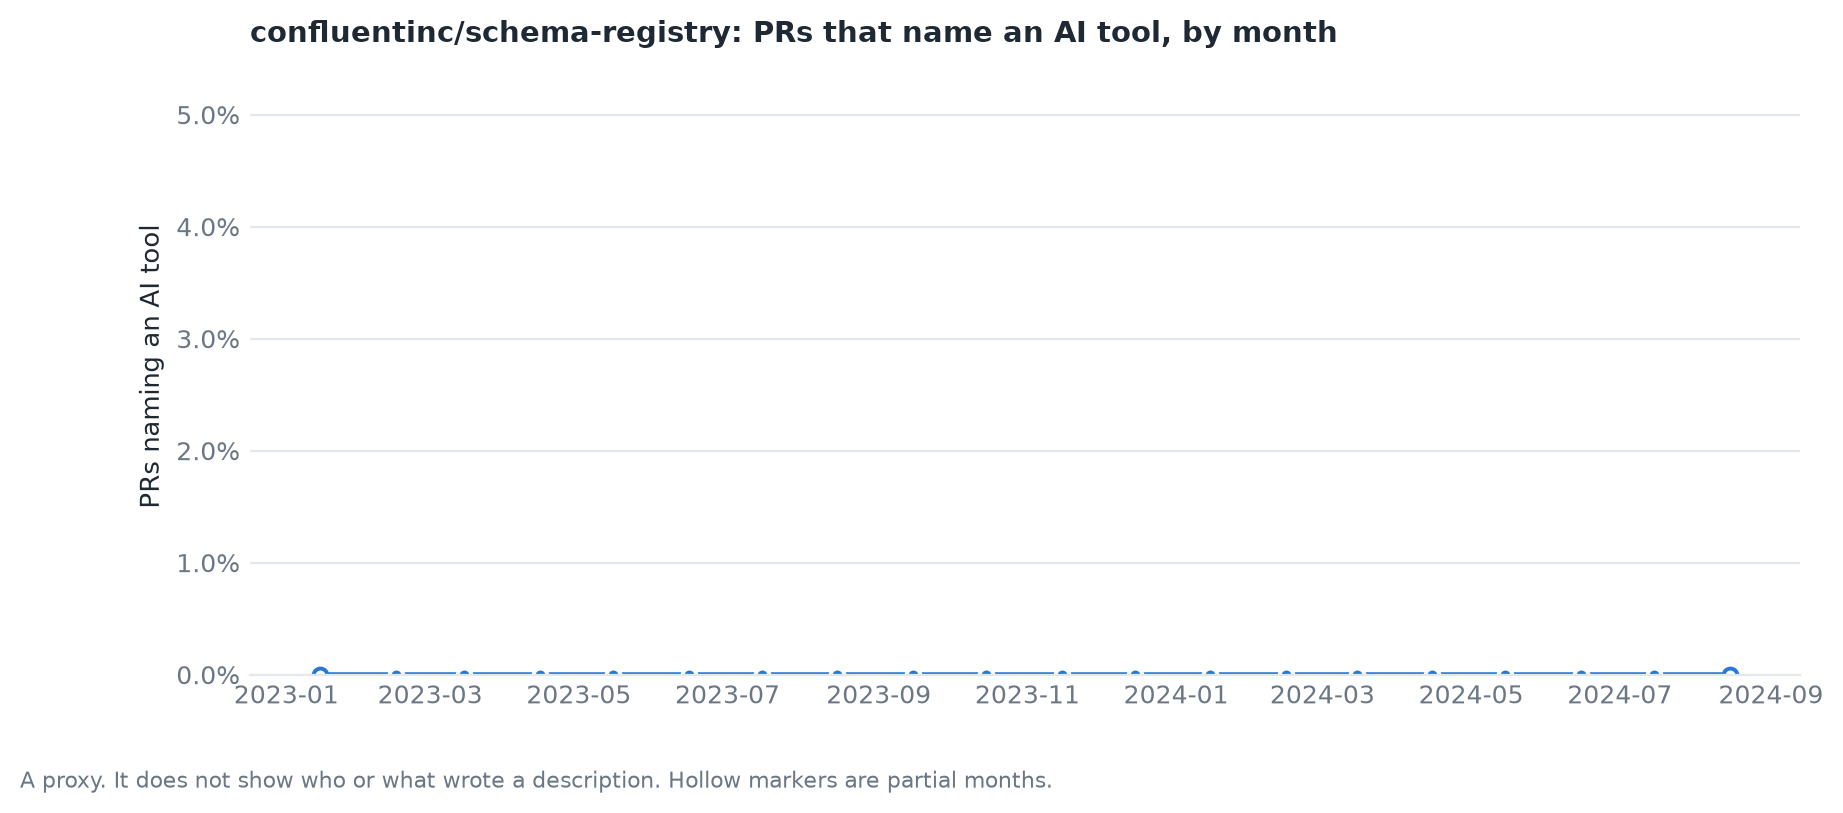 confluentinc/schema-registry: PRs that name an AI tool, by month
PRs naming an AI tool
5.0%
4.0%
3.0%
2.0%
1.0%
0.0%
2023-01 2023-03 2023-05 2023-07 2023-09 2023-11 2024-01 2024-03 2024-05 2024-07 2024-09
A proxy. It does not show who or what wrote a description. Hollow markers are partial months.